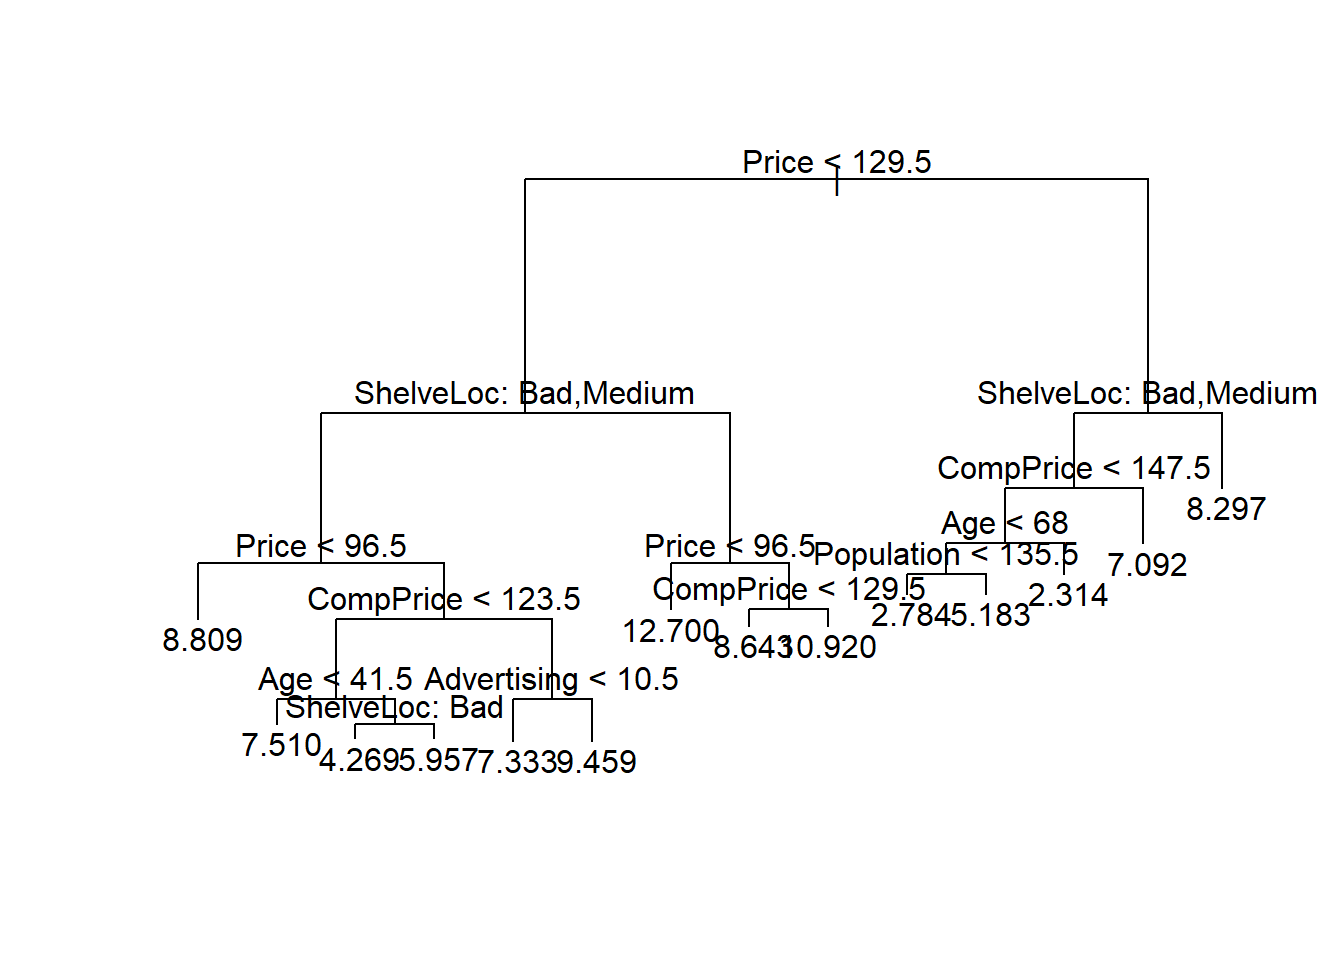 Price < 129.5
ShelveLoc: Bad,Medium
ShelveLoc: Bad,Medium
CompPrice < 147.5
8.297
Age < 68
Price < 96.5
Price < 96.5
Population < 135.5
7.092
CompPrice < 123.5
CompPrice < 129.5
2.784
5.183
2.314
8.809
12.700
8.643
10.920
Age < 41.5
Advertising < 10.5
ShelveLoc: Bad
7.510
4.269
5.957
7.333
9.459